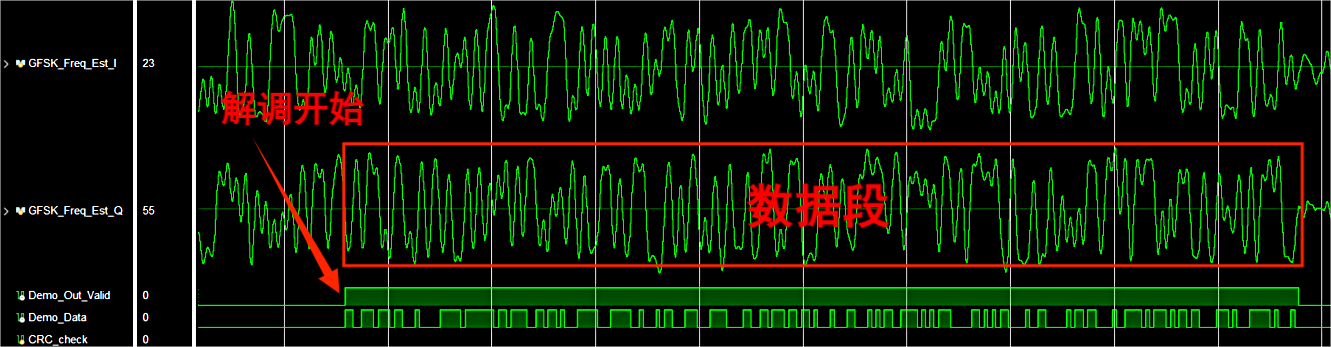 GFSK_Freq_Est_I 23
解调开始
GFSK_Freq_Est_Q 55
数据段
Demo_Out_Valid 0
Demo_Data 0
CRC_check 0